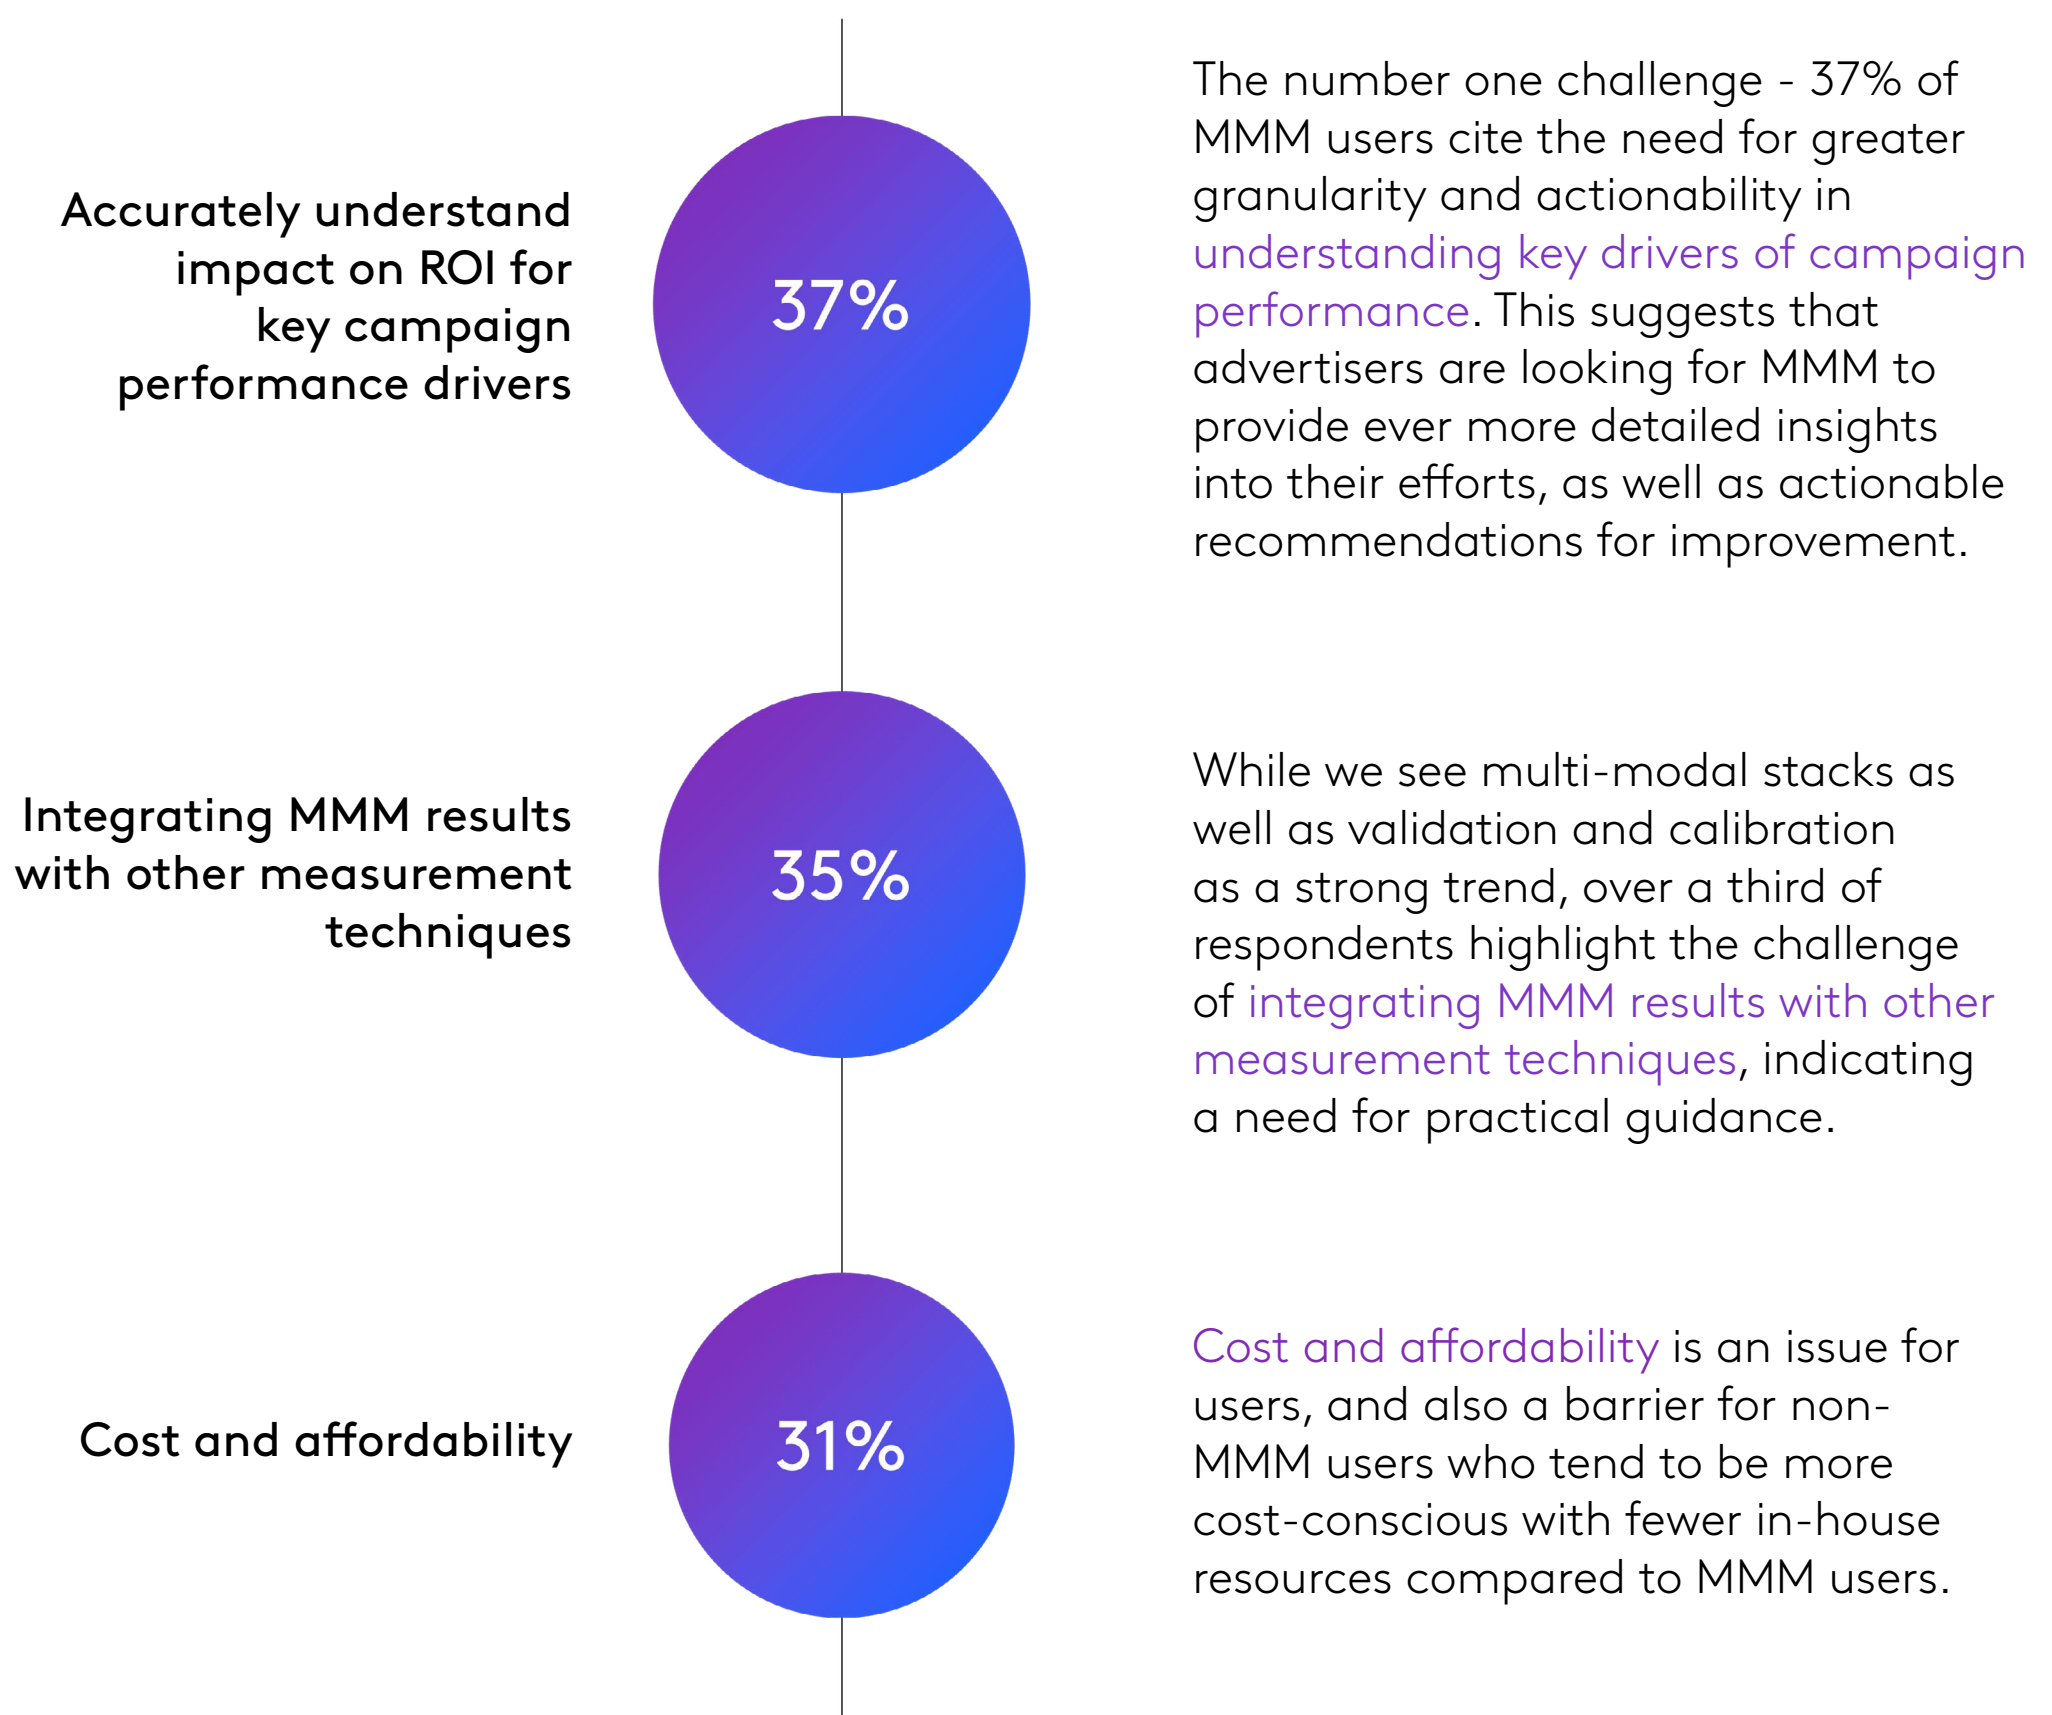 Accurately understand
impact on ROI for
key campaign
performance drivers
37%
The number one challenge - 37% of
MMM users cite the need for greater
granularity and actionability in
understanding key drivers of campaign
performance. This suggests that
advertisers are looking for MMM to
provide ever more detailed insights
into their efforts, as well as actionable
recommendations for improvement.
Integrating MMM results
with other measurement
techniques
35%
While we see multi-modal stacks as
well as validation and calibration
as a strong trend, over a third of
respondents highlight the challenge
of integrating MMM results with other
measurement techniques, indicating
a need for practical guidance.
Cost and affordability
31%
Cost and affordability is an issue for
users, and also a barrier for non-
MMM users who tend to be more
cost-conscious with fewer in-house
resources compared to MMM users.